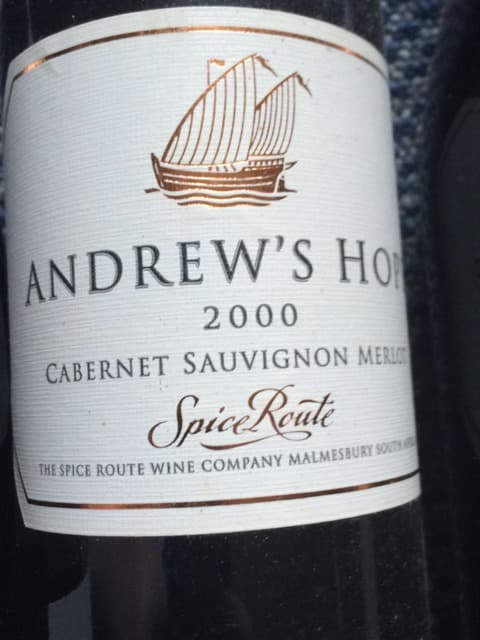 ANDREW'S HOP
2000
CABERNET SAUVIGNON MERLOT
Spice Route
THE SPICE ROUTE WINE COMPANY MALMESBURY SOUTH